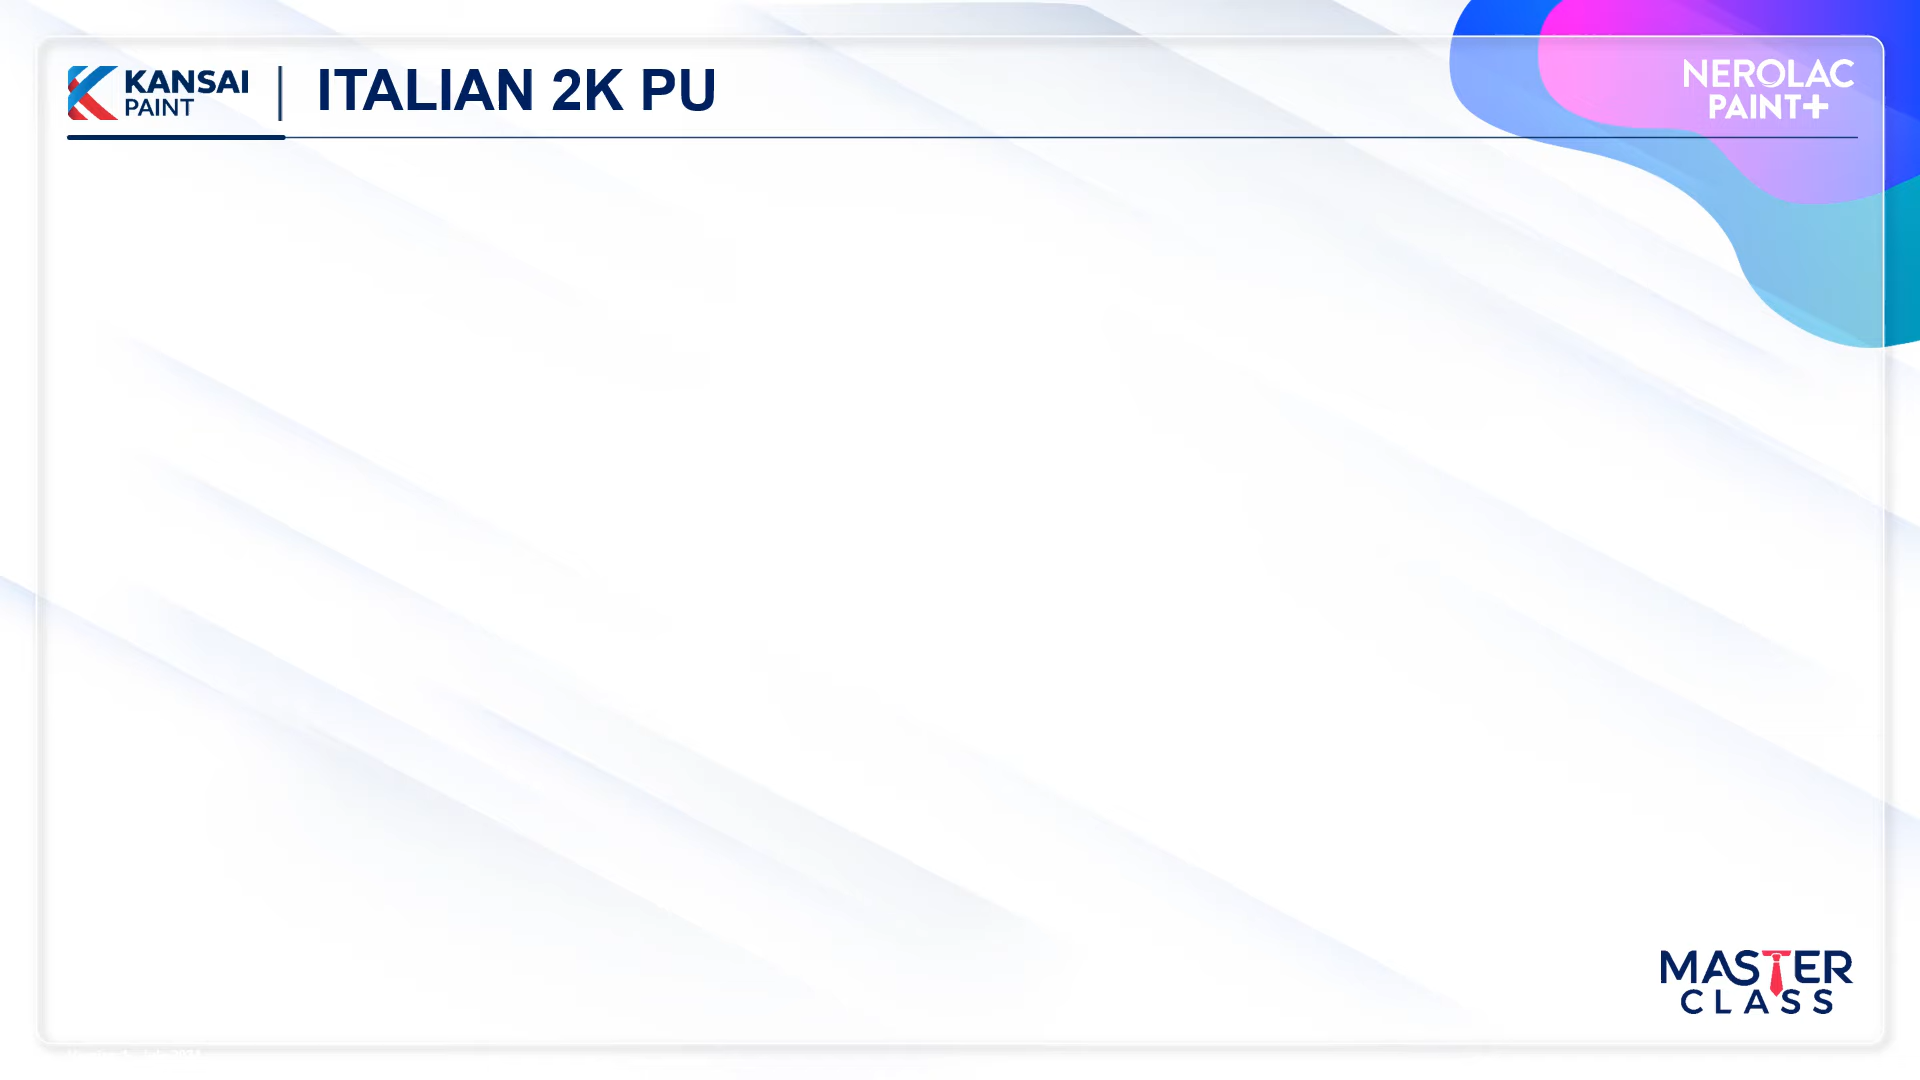 KANSAI
PAINT
ITALIAN 2K PU
NEROLAC
PAINT+
MASTER
CLASS